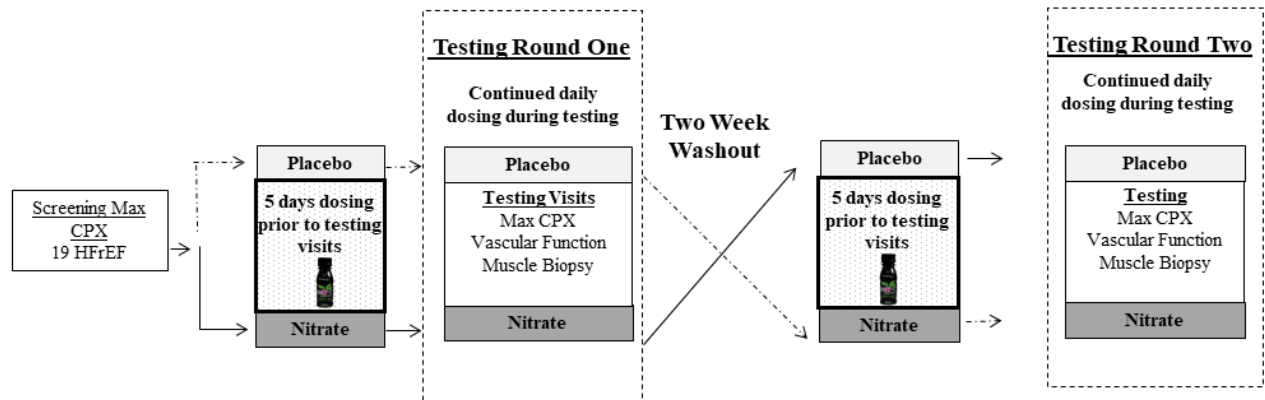 Screening Max
CPX
19 HFrEF
Placebo
5 days dosing
prior to testing
visits
Nitrate
Testing Round One
Continued daily
dosing during testing
Placebo
Testing Visits
Max CPX
Vascular Function
Muscle Biopsy
Nitrate
Two Week
Washout
Placebo
5 days dosing
prior to testing
visits
Nitrate
Testing Round Two
Continued daily
dosing during testing
Placebo
Testing
Max CPX
Vascular Function
Muscle Biopsy
Nitrate